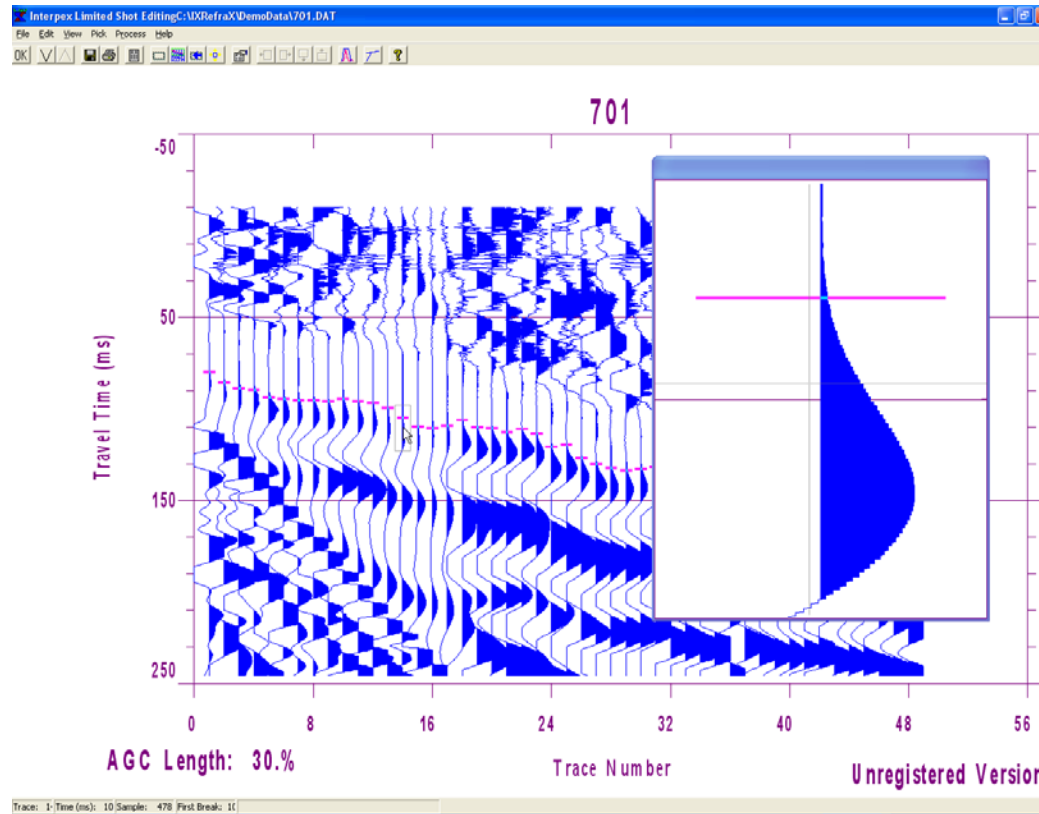 Interpex Limited Shot EditingC:\IXRefraX\DemoData\701.DAT
File Edit View Pick Process Help
OK
701
-50
50
Travel Time (ms)
150
250
0 8 16 24 32 40 48 56
AGC Length: 30.%
Trace Number
Unregistered Version
Trace: 1 Time (ms): 10 Sample: 478 First Break: 10